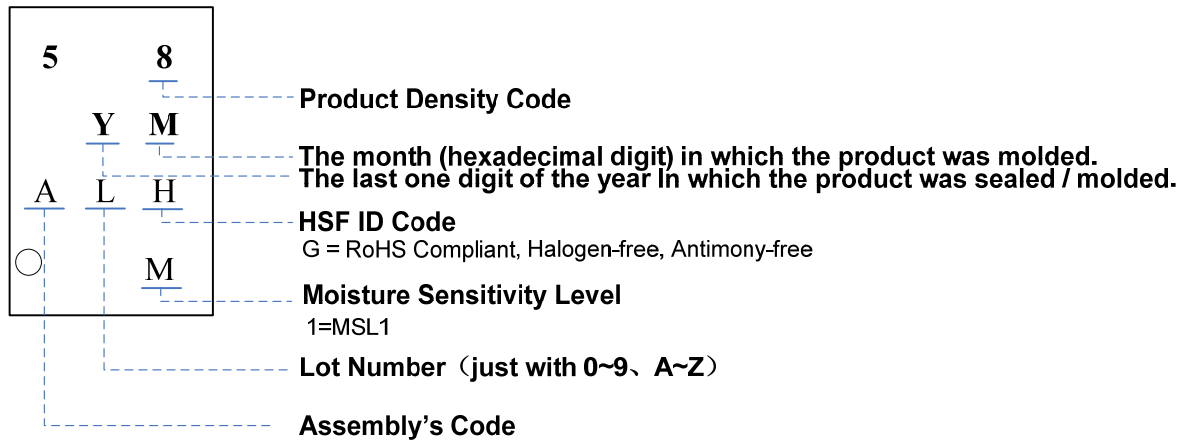 5 8
Product Density Code
Y M
The month (hexadecimal digit) in which the product was molded.
The last one digit of the year In which the product was sealed / molded.
A L H
HSF ID Code
G = RoHS Compliant, Halogen-free, Antimony-free
M
Moisture Sensitivity Level
1=MSL1
Lot Number（just with 0~9、A~Z）
Assembly’s Code